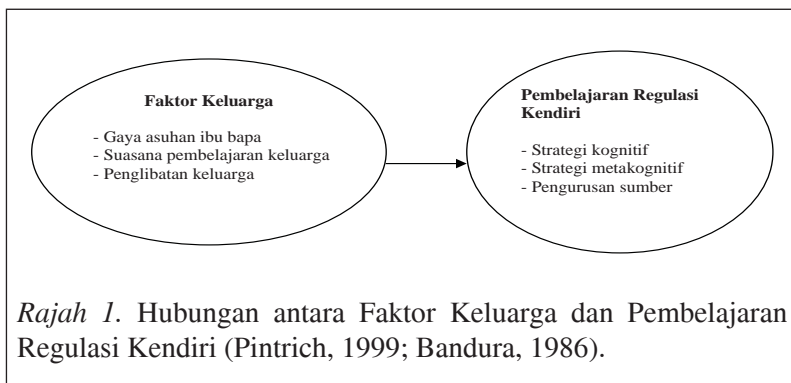 Faktor Keluarga
- Gaya asuhan ibu bapa
- Suasana pembelajaran keluarga
- Penglibatan keluarga
Pembelajaran Regulasi
Kendiri
- Strategi kognitif
- Strategi metakognitif
- Pengurusan sumber
Rajah 1. Hubungan antara Faktor Keluarga dan Pembelajaran
Regulasi Kendiri (Pintrich, 1999; Bandura, 1986).